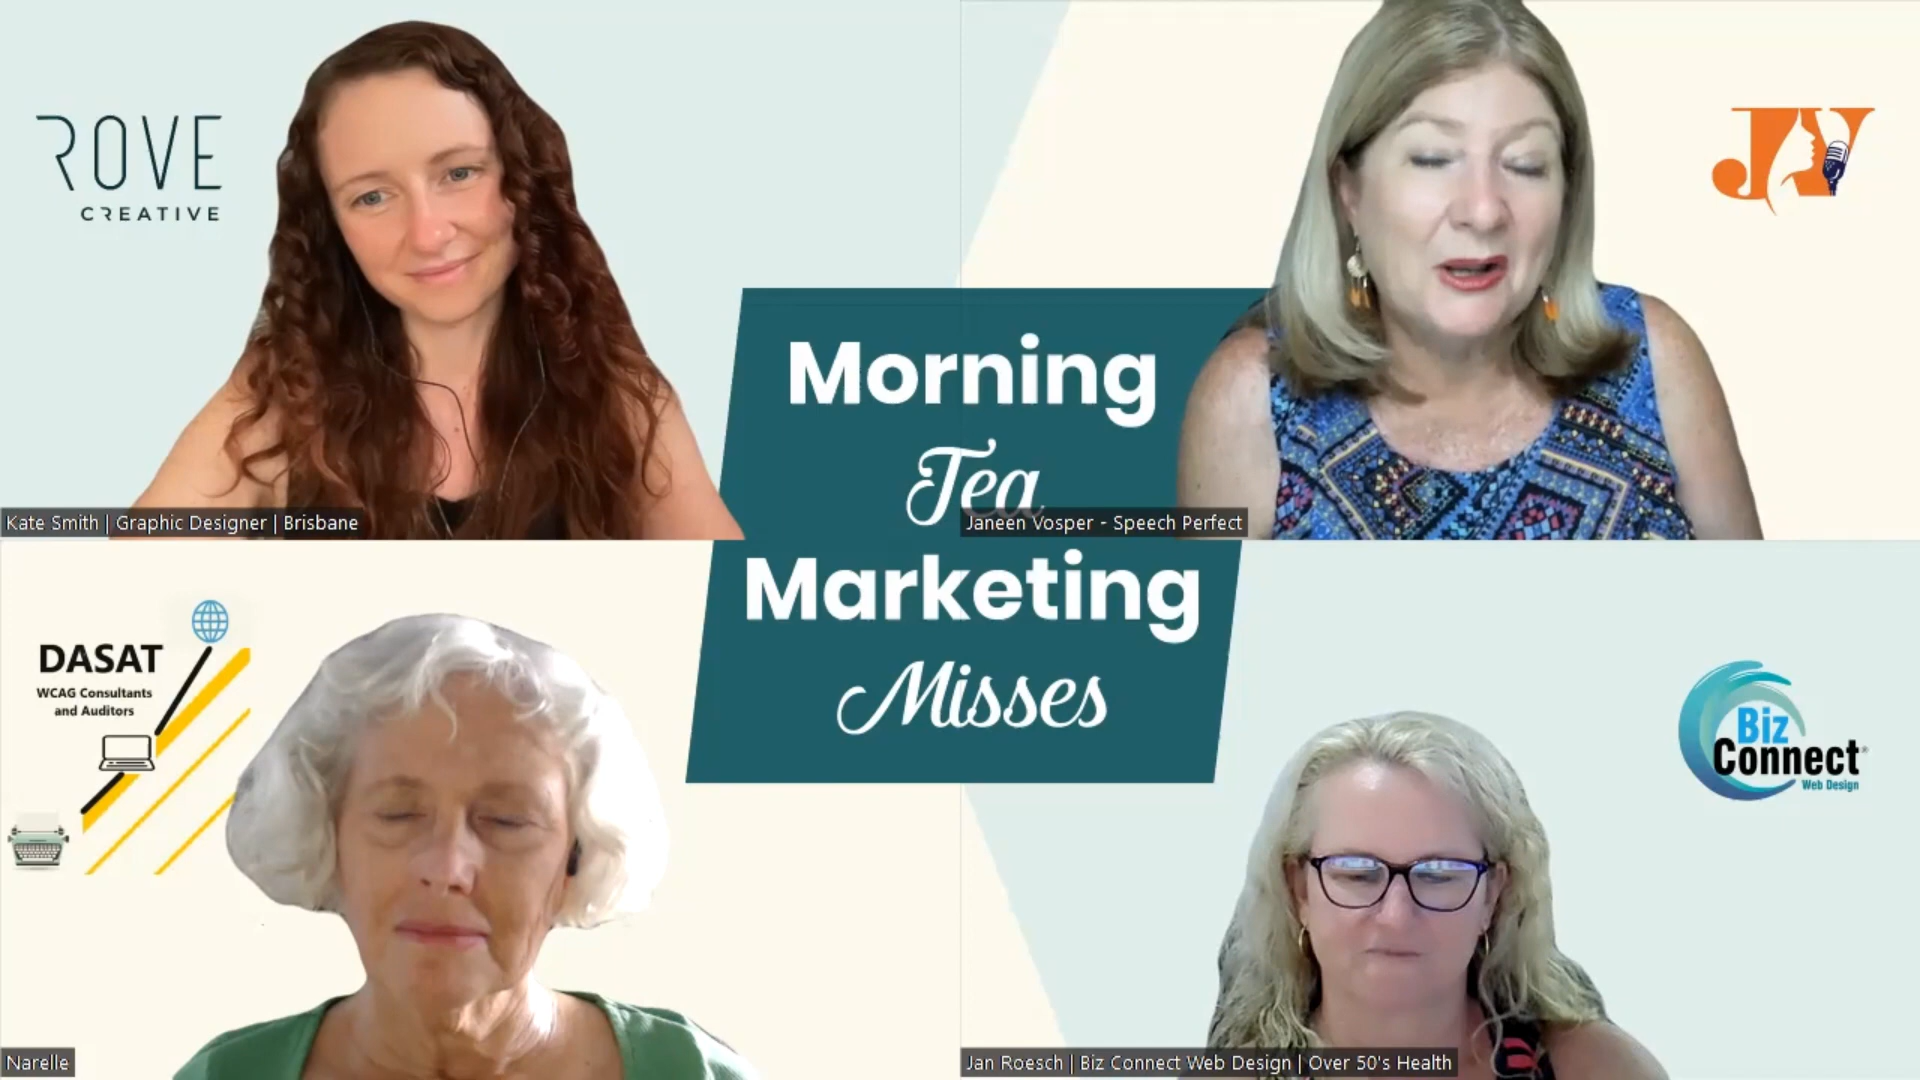 ROVE
CREATIVE
JV
Morning
Tea
Kate Smith | Graphic Designer | Brisbane
Janeen Vosper - Speech Perfect
Marketing
Misses
DASAT
WCAG Consultants
and Auditors
Biz
Connect®
Web Design
Narelle
Jan Roesch | Biz Connect Web Design | Over 50's Health